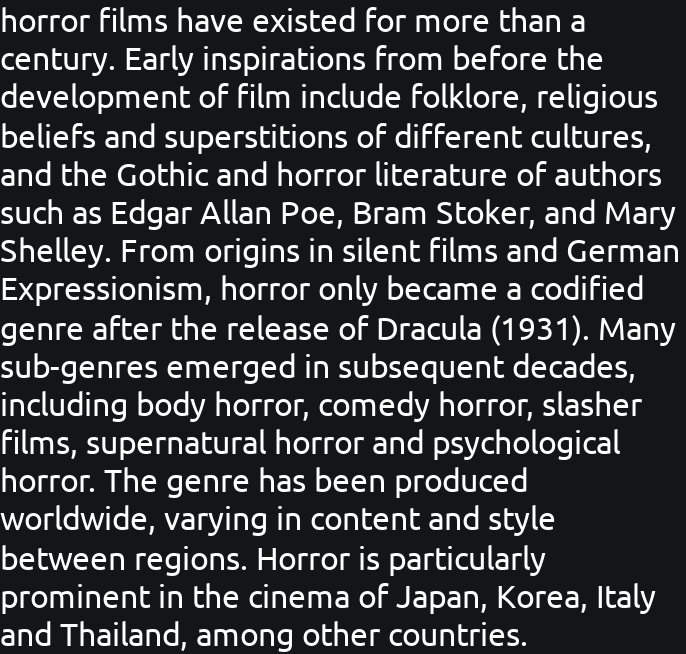 horror films have existed for more than a
century. Early inspirations from before the
development of film include folklore, religious
beliefs and superstitions of different cultures,
and the Gothic and horror literature of authors
such as Edgar Allan Poe, Bram Stoker, and Mary
Shelley. From origins in silent films and German
Expressionism, horror only became a codified
genre after the release of Dracula (1931). Many
sub-genres emerged in subsequent decades,
including body horror, comedy horror, slasher
films, supernatural horror and psychological
horror. The genre has been produced
worldwide, varying in content and style
between regions. Horror is particularly
prominent in the cinema of Japan, Korea, Italy
and Thailand, among other countries.